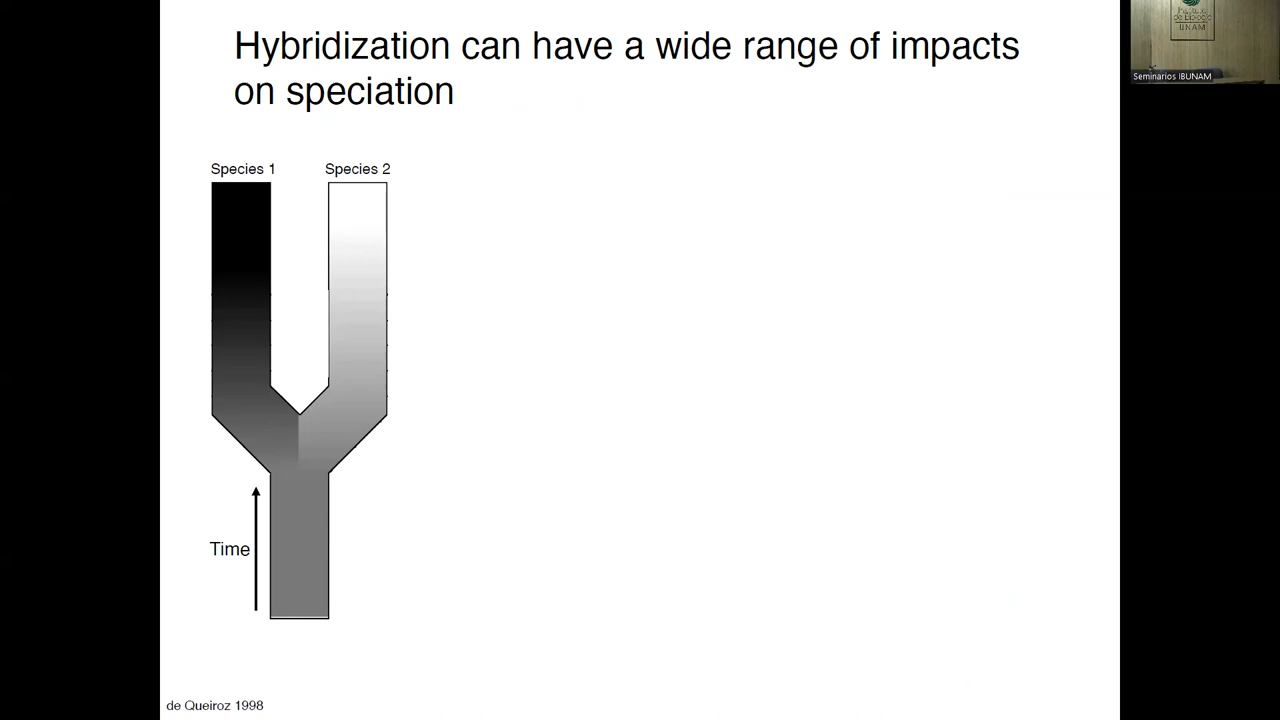 Hybridization can have a wide range of impacts
on speciation
Species 1
Species 2
Time
de Queiroz 1998
UNAM
Seminarios IBUNAM